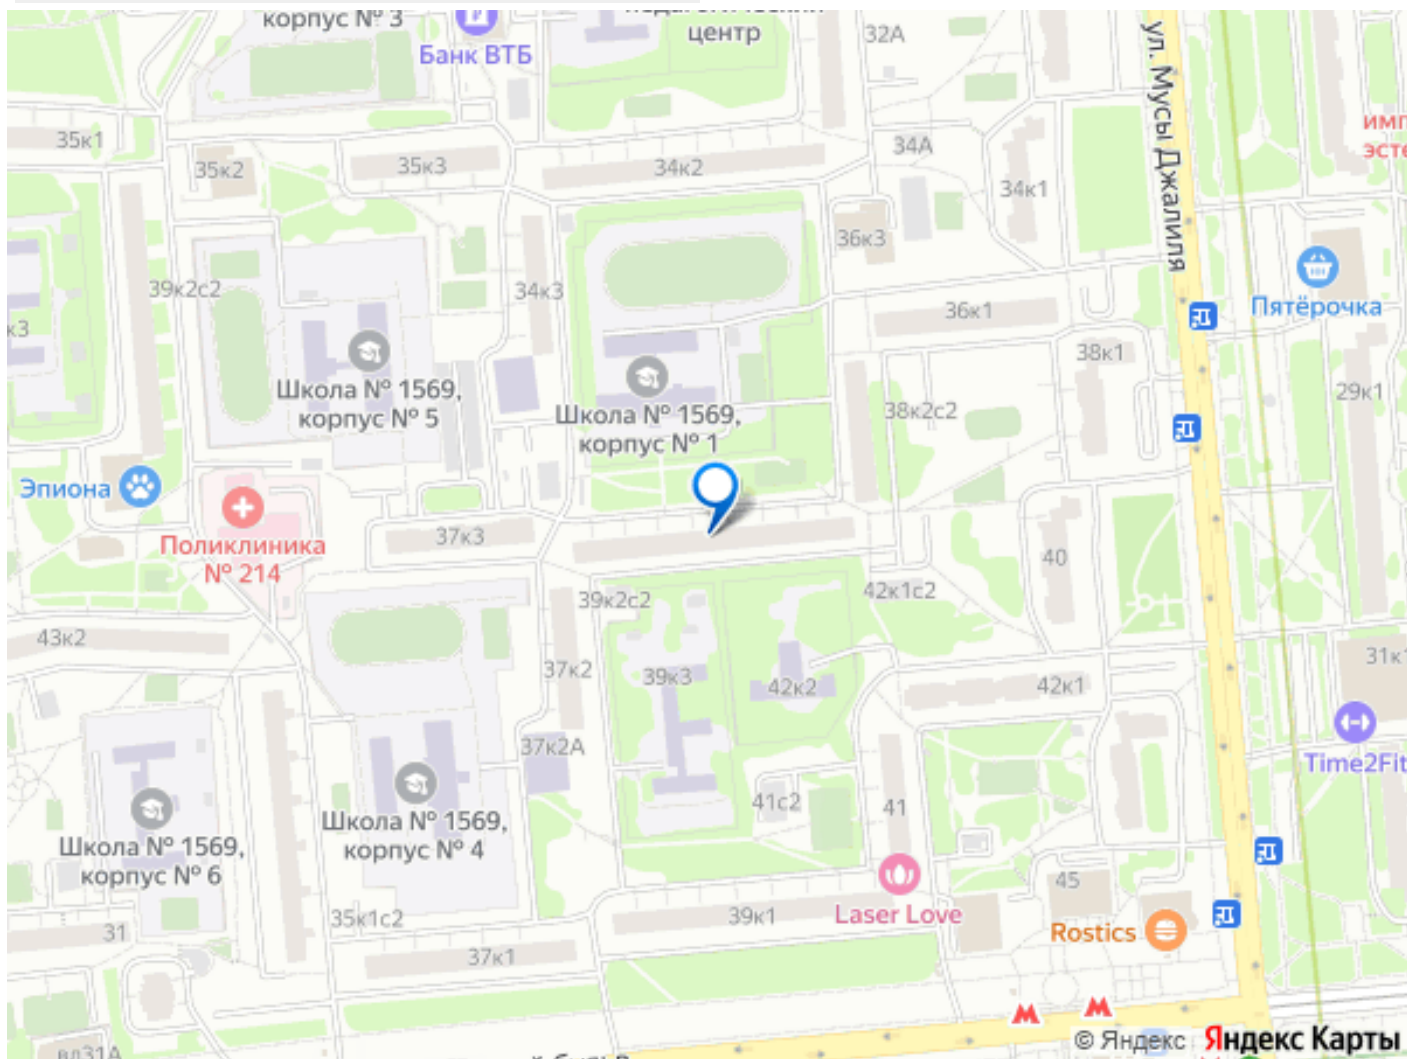 корпус № 3
Банк ВТБ
центр
32А
ул. Мусы Джалиля
35к1
35к2
35к3
34к2
34А
34к1
36к3
39к2с2
34к3
36к1
Пятёрочка
к3
Школа № 1569,
корпус № 5
Школа № 1569,
корпус № 1
38к1
38к2с2
29к1
Эпиона
Поликлиника
№ 214
37к3
40
39к2с2
42к1с2
43к2
37к2
39к3
42к2
42к1
31к1
37к2А
Time2Fit
41с2
41
Школа № 1569,
корпус № 6
Школа № 1569,
корпус № 4
45
Laser Love
Rostics
35к1с2
39к1
31
37к1
вл31А
© Яндекс Яндекс Карты